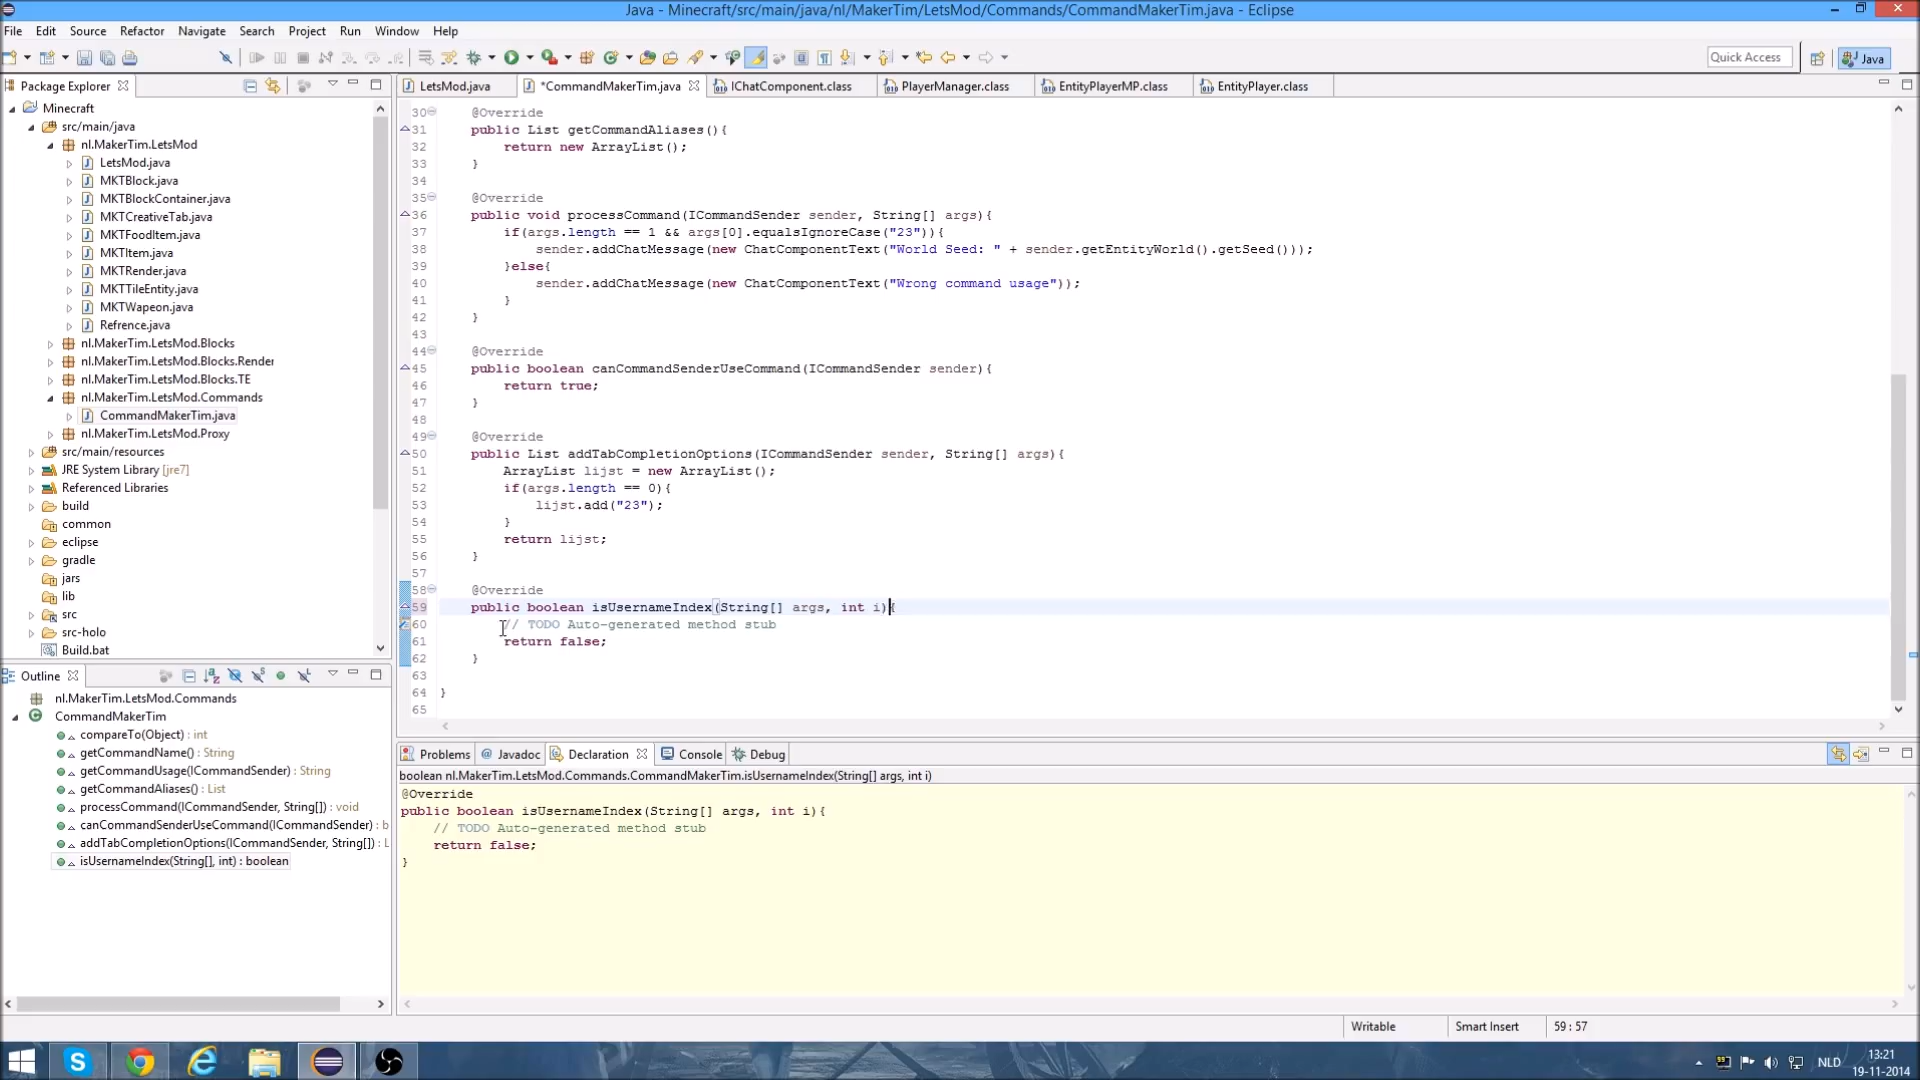 Java - Minecraft/src/main/java/nl/MakerTim/LetsMod/Commands/CommandMakerTim.java - Eclipse
File Edit Source Refactor Navigate Search Project Run Window Help
Quick Access
Java
Package Explorer
Minecraft
src/main/java
nl.MakerTim.LetsMod
LetsMod.java
MKTBlock.java
MKTBlockContainer.java
MKTCreativeTab.java
MKTFoodItem.java
MKTItem.java
MKTRender.java
MKTTileEntity.java
MKTWapeon.java
Refrence.java
nl.MakerTim.LetsMod.Blocks
nl.MakerTim.LetsMod.Blocks.Render
nl.MakerTim.LetsMod.Blocks.TE
nl.MakerTim.LetsMod.Commands
CommandMakerTim.java
nl.MakerTim.LetsMod.Proxy
src/main/resources
JRE System Library [jre7]
Referenced Libraries
build
common
eclipse
gradle
jars
lib
src
src-holo
Build.bat
LetsMod.java *CommandMakerTim.java IChatComponent.class PlayerManager.class EntityPlayerMP.class EntityPlayer.class
30 @Override
31 public List getCommandAliases(){
32 return new ArrayList();
33 }
34
35 @Override
36 public void processCommand(ICommandSender sender, String[] args){
37 if(args.length == 1 && args[0].equalsIgnoreCase("23")){
38 sender.addChatMessage(new ChatComponentText("World Seed: " + sender.getEntityWorld().getSeed()));
39 }else{
40 sender.addChatMessage(new ChatComponentText("Wrong command usage"));
41 }
42 }
43
44 @Override
45 public boolean canCommandSenderUseCommand(ICommandSender sender){
46 return true;
47 }
48
49 @Override
50 public List addTabCompletionOptions(ICommandSender sender, String[] args){
51 ArrayList lijst = new ArrayList();
52 if(args.length == 0){
53 lijst.add("23");
54 }
55 return lijst;
56 }
57
58 @Override
59 public boolean isUsernameIndex(String[] args, int i){
60 // TODO Auto-generated method stub
61 return false;
62 }
63
64 }
65
Outline
nl.MakerTim.LetsMod.Commands
CommandMakerTim
compareTo(Object) : int
getCommandName() : String
getCommandUsage(ICommandSender) : String
getCommandAliases() : List
processCommand(ICommandSender, String[]) : void
canCommandSenderUseCommand(ICommandSender) : b
addTabCompletionOptions(ICommandSender, String[]) : L
isUsernameIndex(String[], int) : boolean
Problems @ Javadoc Declaration Console Debug
boolean nl.MakerTim.LetsMod.Commands.CommandMakerTim.isUsernameIndex(String[] args, int i)
@Override
public boolean isUsernameIndex(String[] args, int i){
// TODO Auto-generated method stub
return false;
}
Writable Smart Insert 59 : 57
NLD
13:21
19-11-2014